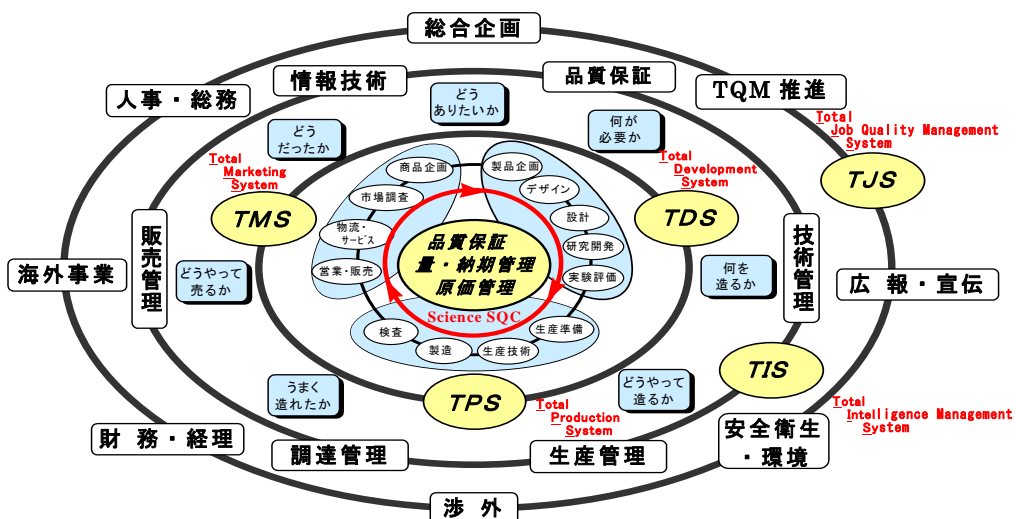 総合企画
人事・総務
情報技術
品質保証
TQM 推進
どう
ありたいか
どう
だったか
何が
必要か
Total
Job Quality Management
System
TJS
Total
Marketing
System
TMS
Total
Development
System
TDS
商品企画
市場調査
物流・
サービス
営業・販売
製品企画
デザイン
設計
研究開発
実験評価
品質保証
量・納期管理
原価管理
Science SQC
検査
製造
生産技術
生産準備
販売管理
技術管理
海外事業
どうやって
売るか
何を
造るか
広 報・宣伝
うまく
造れたか
どうやって
造るか
TPS
Total
Production
System
TIS
Total
Intelligence Management
System
財 務・経理
調達管理
生産管理
安全衛生
・環境
渉 外